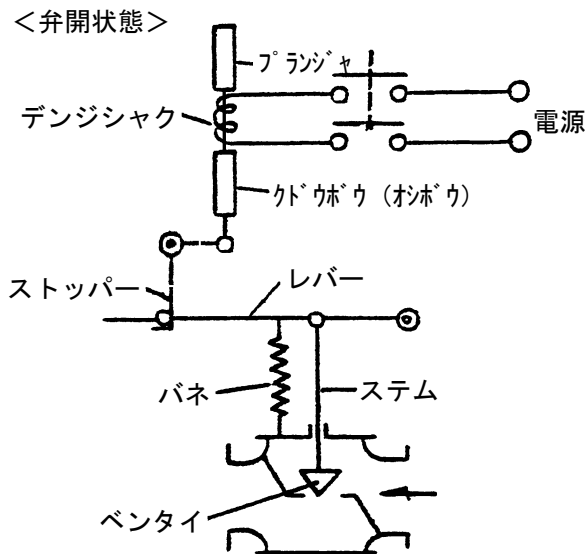 ＜弁開状態＞
プランジャ
デンジシャク
電源
クドウボウ（オシボウ）
ストッパー
レバー
バネ
ステム
ベンタイ